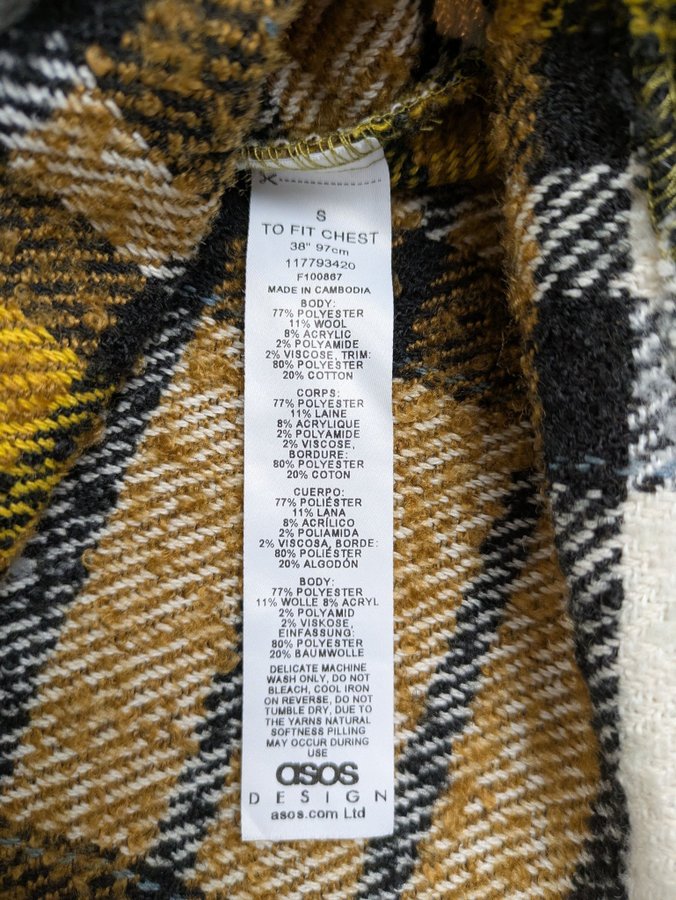 S
TO FIT CHEST
38" 97cm
117793420
F100867
MADE IN CAMBODIA
BODY:
77% POLYESTER
11% WOOL
8% ACRYLIC
2% POLYAMIDE
2% VISCOSE, TRIM:
80% POLYESTER
20% COTTON
CORPS:
77% POLYESTER
11% LAINE
8% ACRYLIQUE
2% POLYAMIDE
2% VISCOSE,
BORDURE:
80% POLYESTER
20% COTON
CUERPO:
77% POLIÉSTER
11% LANA
8% ACRÍLICO
2% POLIAMIDA
2% VISCOSA, BORDE:
80% POLIÉSTER
20% ALGODÓN
BODY:
77% POLYESTER
11% WOLLE 8% ACRYL
2% POLYAMID
2% VISKOSE,
EINFASSUNG:
80% POLYESTER
20% BAUMWOLLE
DELICATE MACHINE
WASH ONLY, DO NOT
BLEACH, COOL IRON
ON REVERSE, DO NOT
TUMBLE DRY, DUE TO
THE YARNS NATURAL
SOFTNESS PILLING
MAY OCCUR DURING
USE
asos
DESIGN
asos.com Ltd